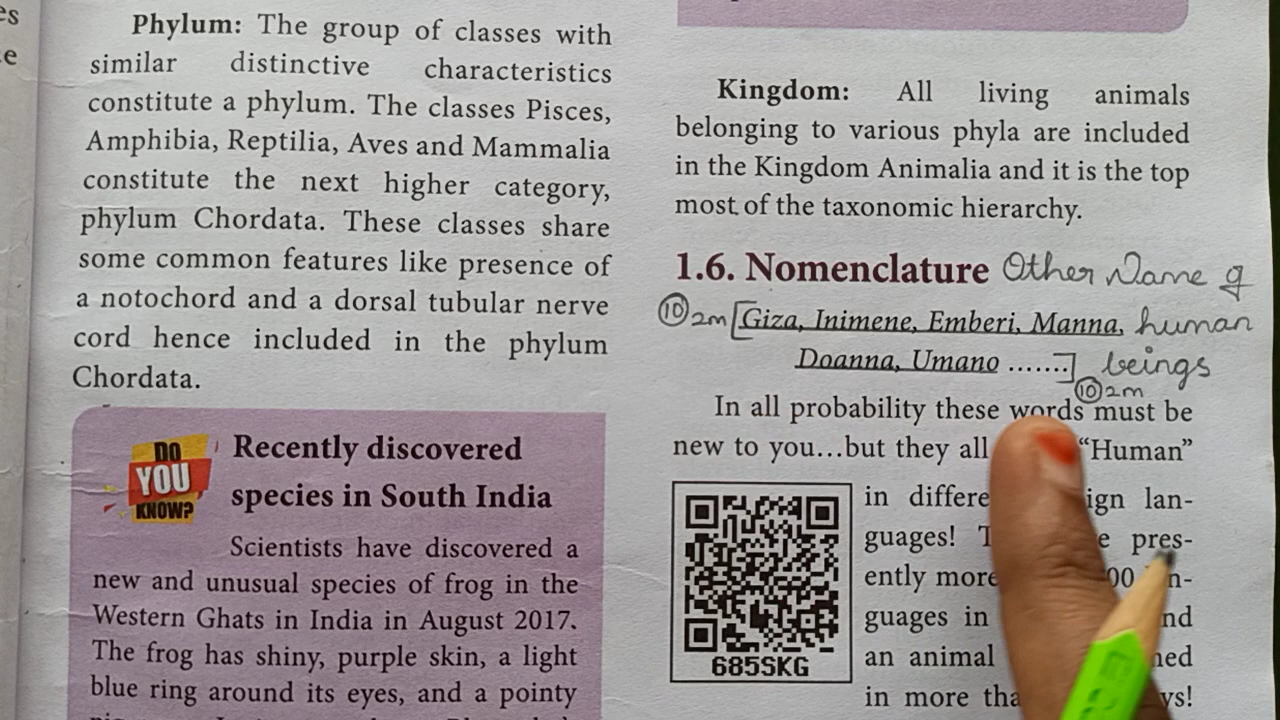 es
e
Phylum: The group of classes with
similar distinctive characteristics
constitute a phylum. The classes Pisces,
Amphibia, Reptilia, Aves and Mammalia
constitute the next higher category,
phylum Chordata. These classes share
some common features like presence of
a notochord and a dorsal tubular nerve
cord hence included in the phylum
Chordata.
DO
YOU
KNOW?
Recently discovered
species in South India
Scientists have discovered a
new and unusual species of frog in the
Western Ghats in India in August 2017.
The frog has shiny, purple skin, a light
blue ring around its eyes, and a pointy
Kingdom: All living animals
belonging to various phyla are included
in the Kingdom Animalia and it is the top
most of the taxonomic hierarchy.
1.6. Nomenclature Other Name of
⑩ 2m [Giza, Inimene, Emberi, Manna, human
Doanna, Umano .......] beings
⑩ 2m
In all probability these words must be
new to you...but they all "Human"
in differe ign lan-
guages! e pres-
ently more 00 n-
guages in nd
an animal ned
in more tha ys!
685SKG